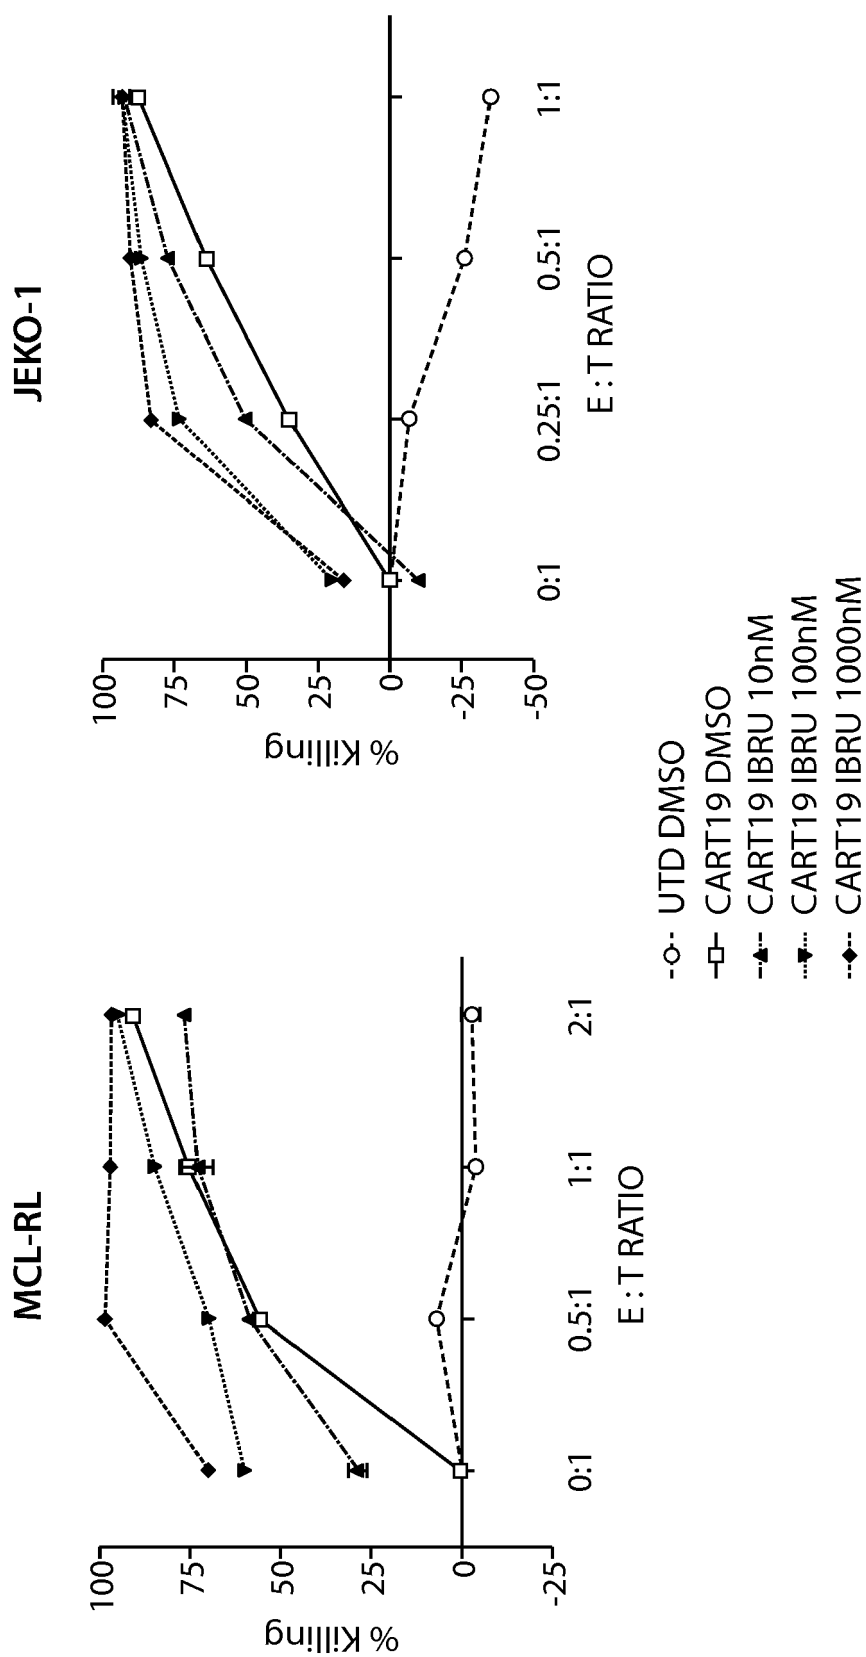 MCL-RL
% Killing
100
75
50
25
0
-25
0:1
0.5:1
1:1
2:1
E : T RATIO
JEKO-1
% Killing
100
75
50
25
0
-25
-50
0:1
0.25:1
0.5:1
1:1
E : T RATIO
UTD DMSO
CART19 DMSO
CART19 IBRU 10nM
CART19 IBRU 100nM
CART19 IBRU 1000nM